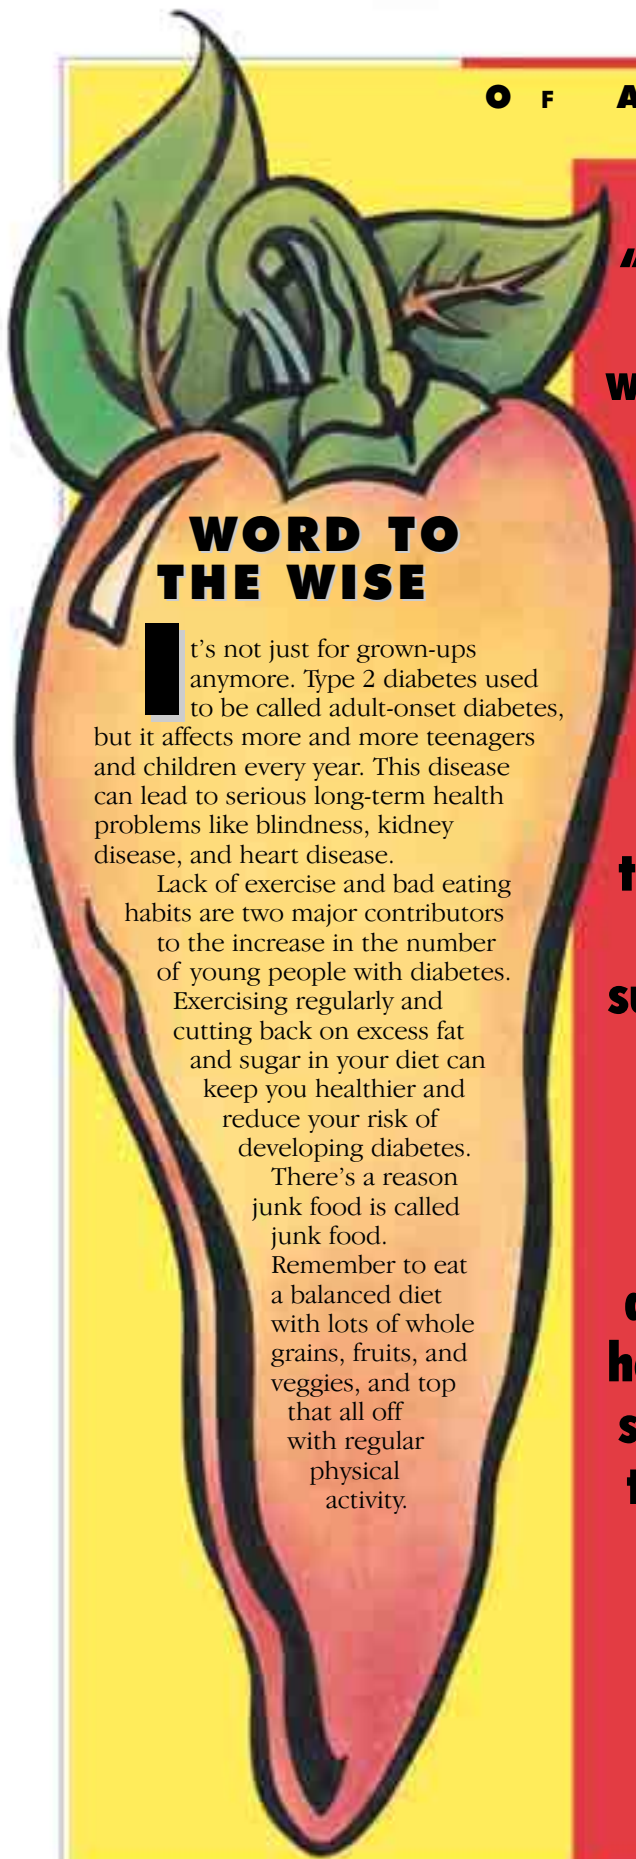 O F A
"
W
WORD TO
THE WISE
It's not just for grown-ups
anymore. Type 2 diabetes used
to be called adult-onset diabetes,
but it affects more and more teenagers
and children every year. This disease
can lead to serious long-term health
problems like blindness, kidney
disease, and heart disease.
Lack of exercise and bad eating
habits are two major contributors
to the increase in the number
of young people with diabetes.
Exercising regularly and
cutting back on excess fat
and sugar in your diet can
keep you healthier and
reduce your risk of
developing diabetes.
There's a reason
junk food is called
junk food.
Remember to eat
a balanced diet
with lots of whole
grains, fruits, and
veggies, and top
that all off
with regular
physical
activity.
t
su
h
s
t